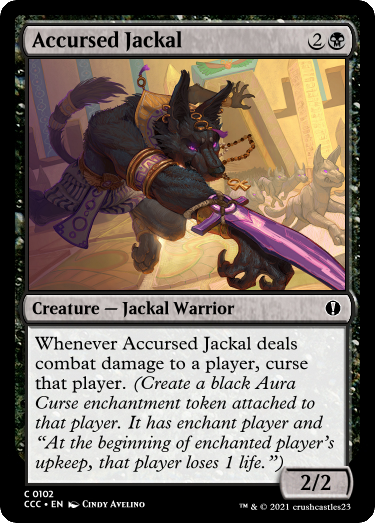 Accursed Jackal 2
Creature — Jackal Warrior
Whenever Accursed Jackal deals
combat damage to a player, curse
that player. (Create a black Aura
Curse enchantment token attached to
that player. It has enchant player and
“At the beginning of enchanted player’s
upkeep, that player loses 1 life.”)
2/2
C 0102
CCC • EN Cindy Avelino
™ & © 2021 crushcastles23